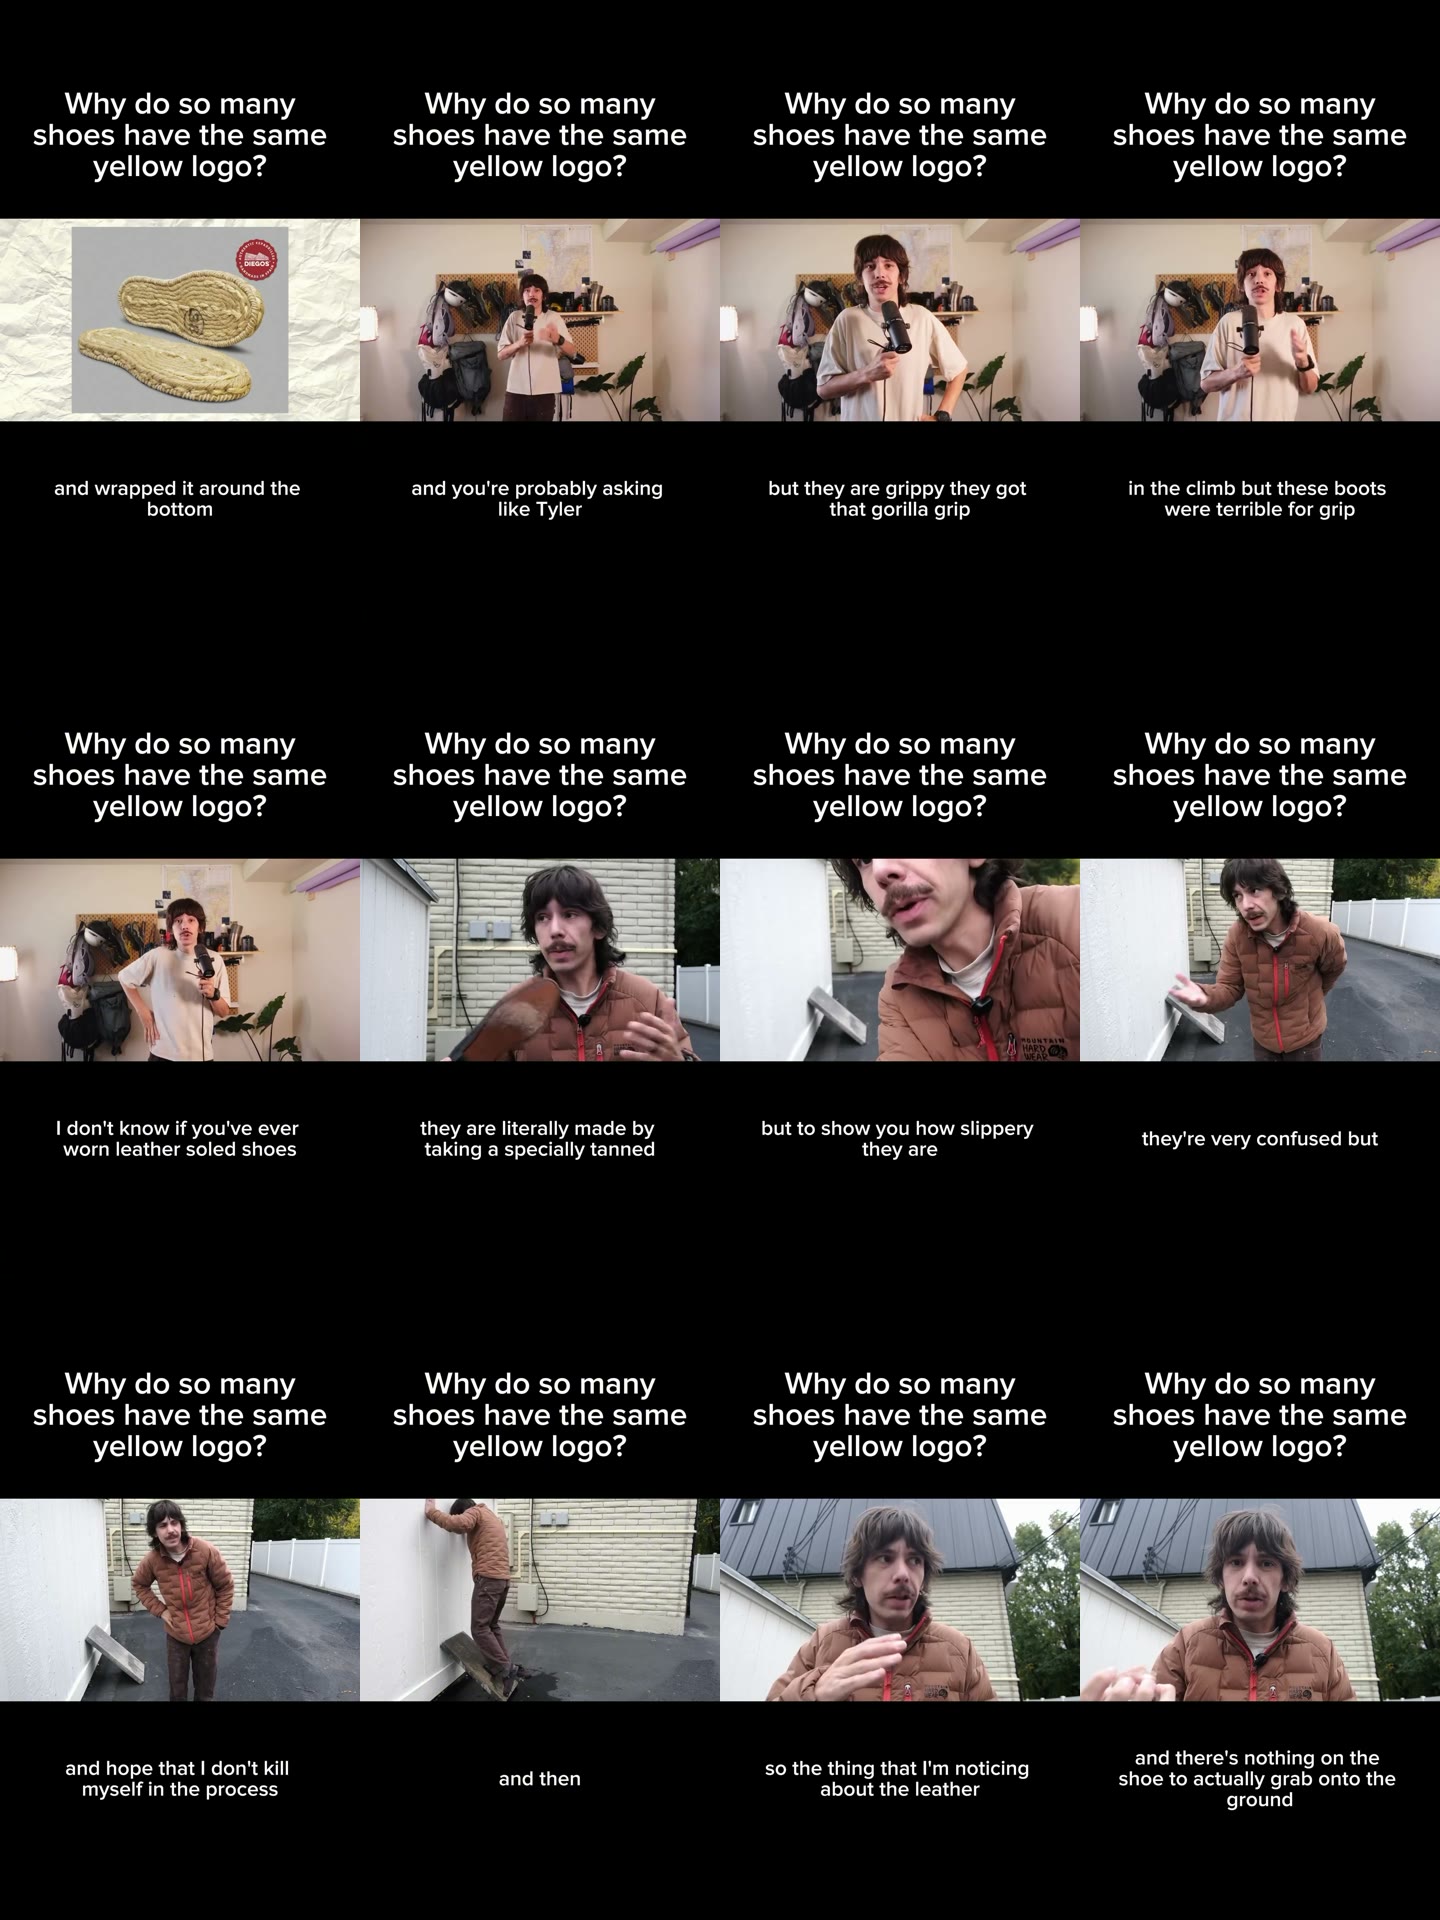 Why do so many
shoes have the same
yellow logo?
Why do so many
shoes have the same
yellow logo?
Why do so many
shoes have the same
yellow logo?
Why do so many
shoes have the same
yellow logo?
DIEGOS
and wrapped it around the
bottom
and you're probably asking
like Tyler
but they are grippy they got
that gorilla grip
in the climb but these boots
were terrible for grip
Why do so many
shoes have the same
yellow logo?
Why do so many
shoes have the same
yellow logo?
Why do so many
shoes have the same
yellow logo?
Why do so many
shoes have the same
yellow logo?
MOUNTAIN
HARD
WEAR
I don't know if you've ever
worn leather soled shoes
they are literally made by
taking a specially tanned
but to show you how slippery
they are
they're very confused but
Why do so many
shoes have the same
yellow logo?
Why do so many
shoes have the same
yellow logo?
Why do so many
shoes have the same
yellow logo?
Why do so many
shoes have the same
yellow logo?
and hope that I don't kill
myself in the process
and then
so the thing that I'm noticing
about the leather
and there's nothing on the
shoe to actually grab onto the
ground